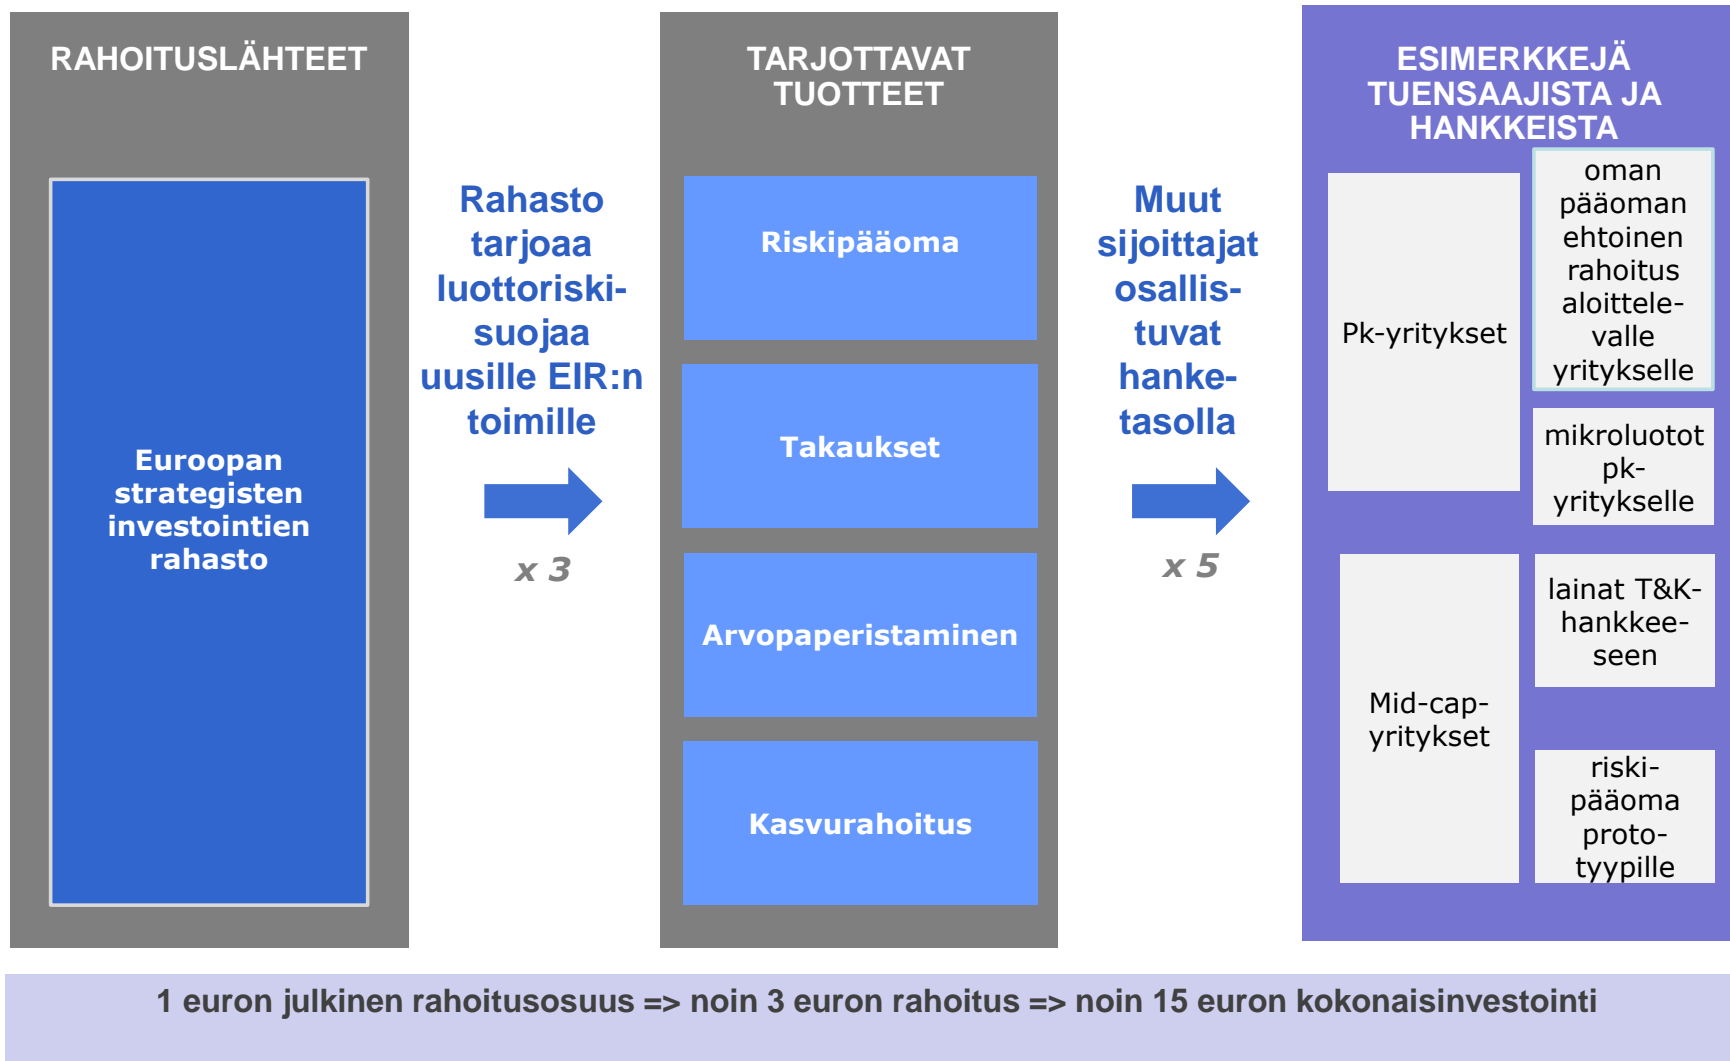 RAHOITUSLÄHTEET
Euroopan
strategisten
investointien
rahasto
Rahasto
tarjoaa
luottoriski-
suojaa
uusille EIR:n
toimille
x 3
TARJOTTAVAT
TUOTTEET
Riskipääoma
Takaukset
Arvopaperistaminen
Kasvurahoitus
Muut
sijoittajat
osallis-
tuvat
hanke-
tasolla
x 5
ESIMERKKEJÄ
TUENSAAJISTA JA
HANKKEISTA
Pk-yritykset
oman
pääoman
ehtoinen
rahoitus
aloittele-
valle
yritykselle
mikroluotot
pk-
yritykselle
Mid-cap-
yritykset
lainat T&K-
hankkee-
seen
riski-
pääoma
proto-
tyypille
1 euron julkinen rahoitusosuus => noin 3 euron rahoitus => noin 15 euron kokonaisinvestointi